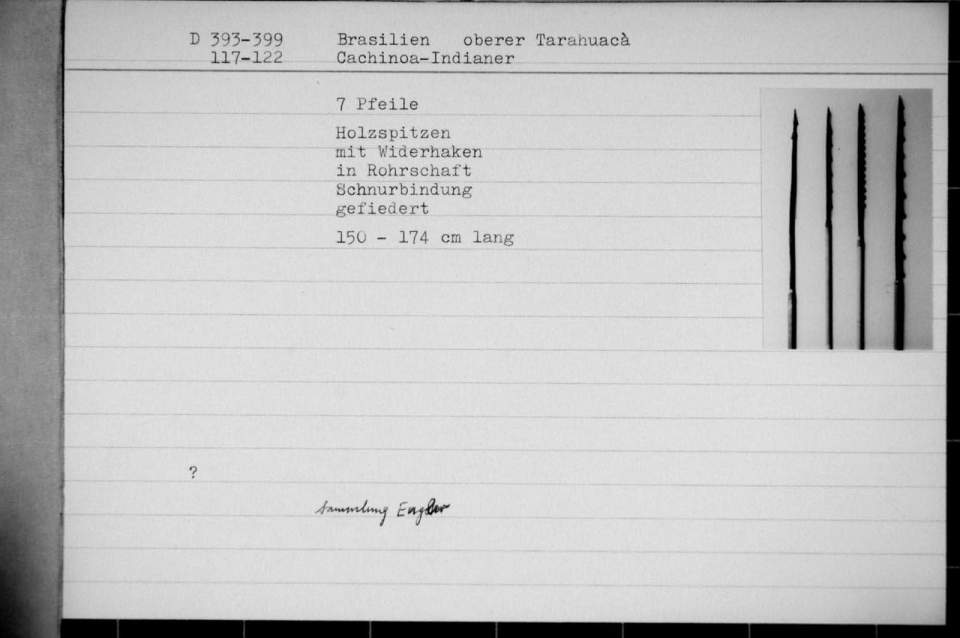 D 393-399 Brasilien oberer Tarahuacà
117-122 Cachinoa-Indianer
7 Pfeile
Holzspitzen
mit Widerhaken
in Rohrschaft
Schnurbindung
gefiedert
150 - 174 cm lang
?
Sammlung Engler